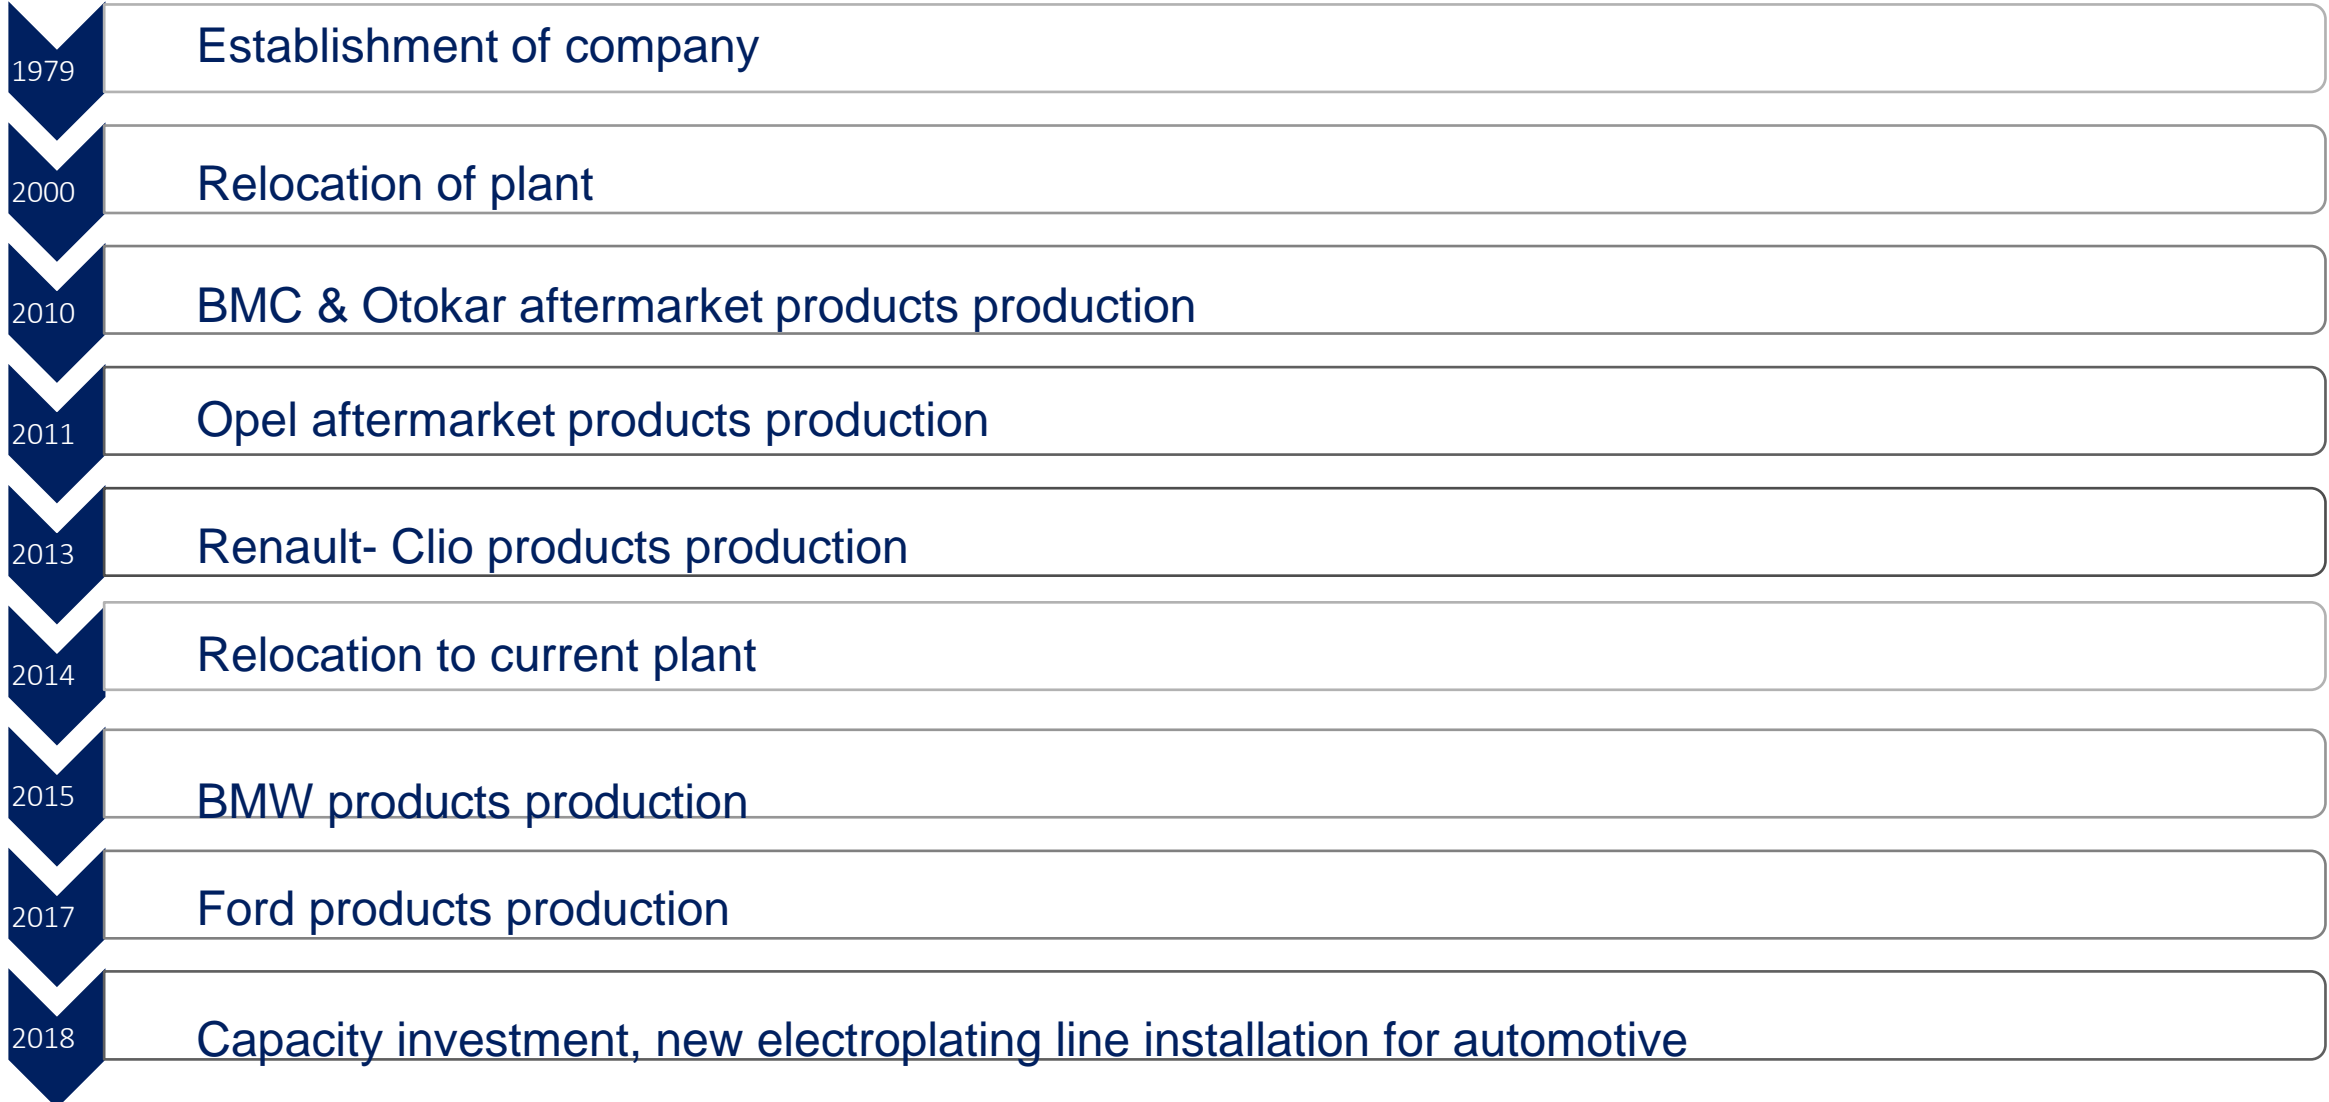 1979
Establishment of company
2000
Relocation of plant
2010
BMC & Otokar aftermarket products production
2011
Opel aftermarket products production
2013
Renault- Clio products production
2014
Relocation to current plant
2015
BMW products production
2017
Ford products production
2018
Capacity investment, new electroplating line installation for automotive